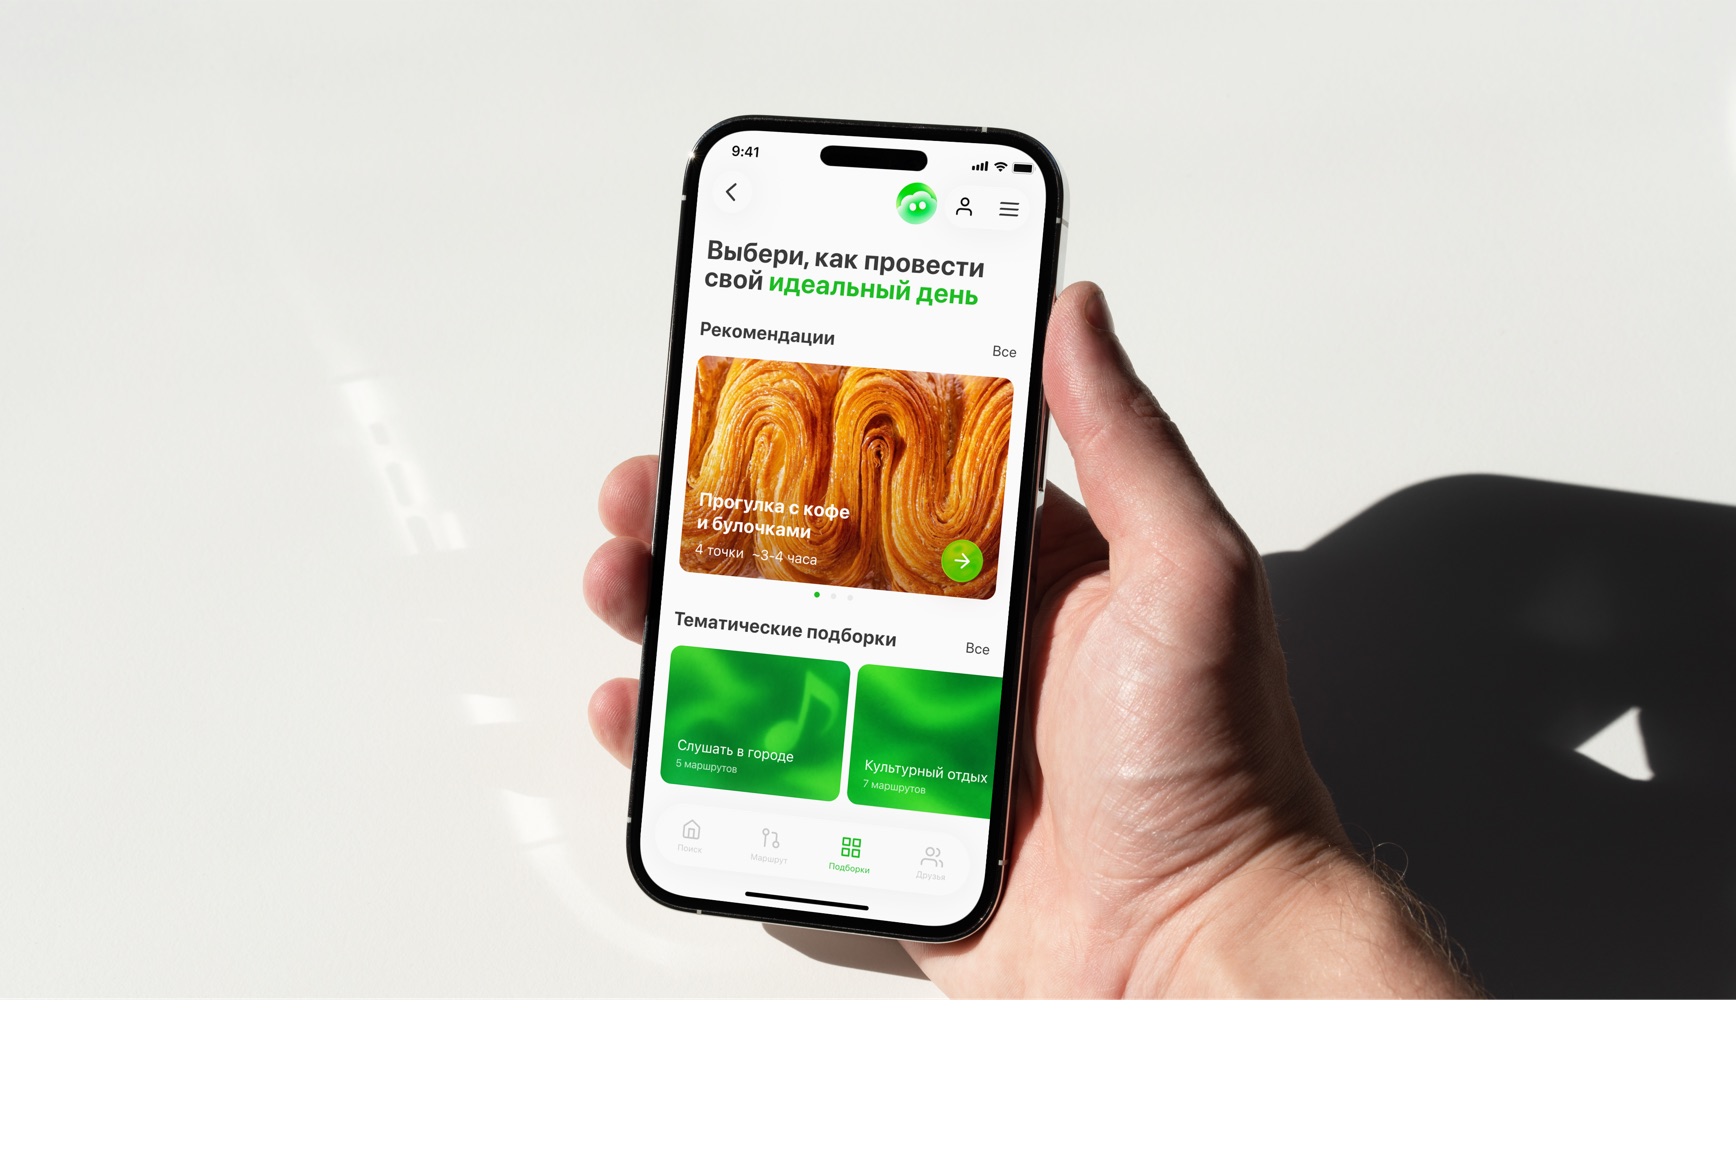 9:41
Выбери, как провести
свой идеальный день
Рекомендации
Все
Прогулка с кофе
и булочками
4 точки ~3-4 часа
Тематические подборки
Все
Слушать в городе
5 маршрутов
Культурный отдых
7 маршрутов
Поиск
Маршрут
Подборки
Друзья